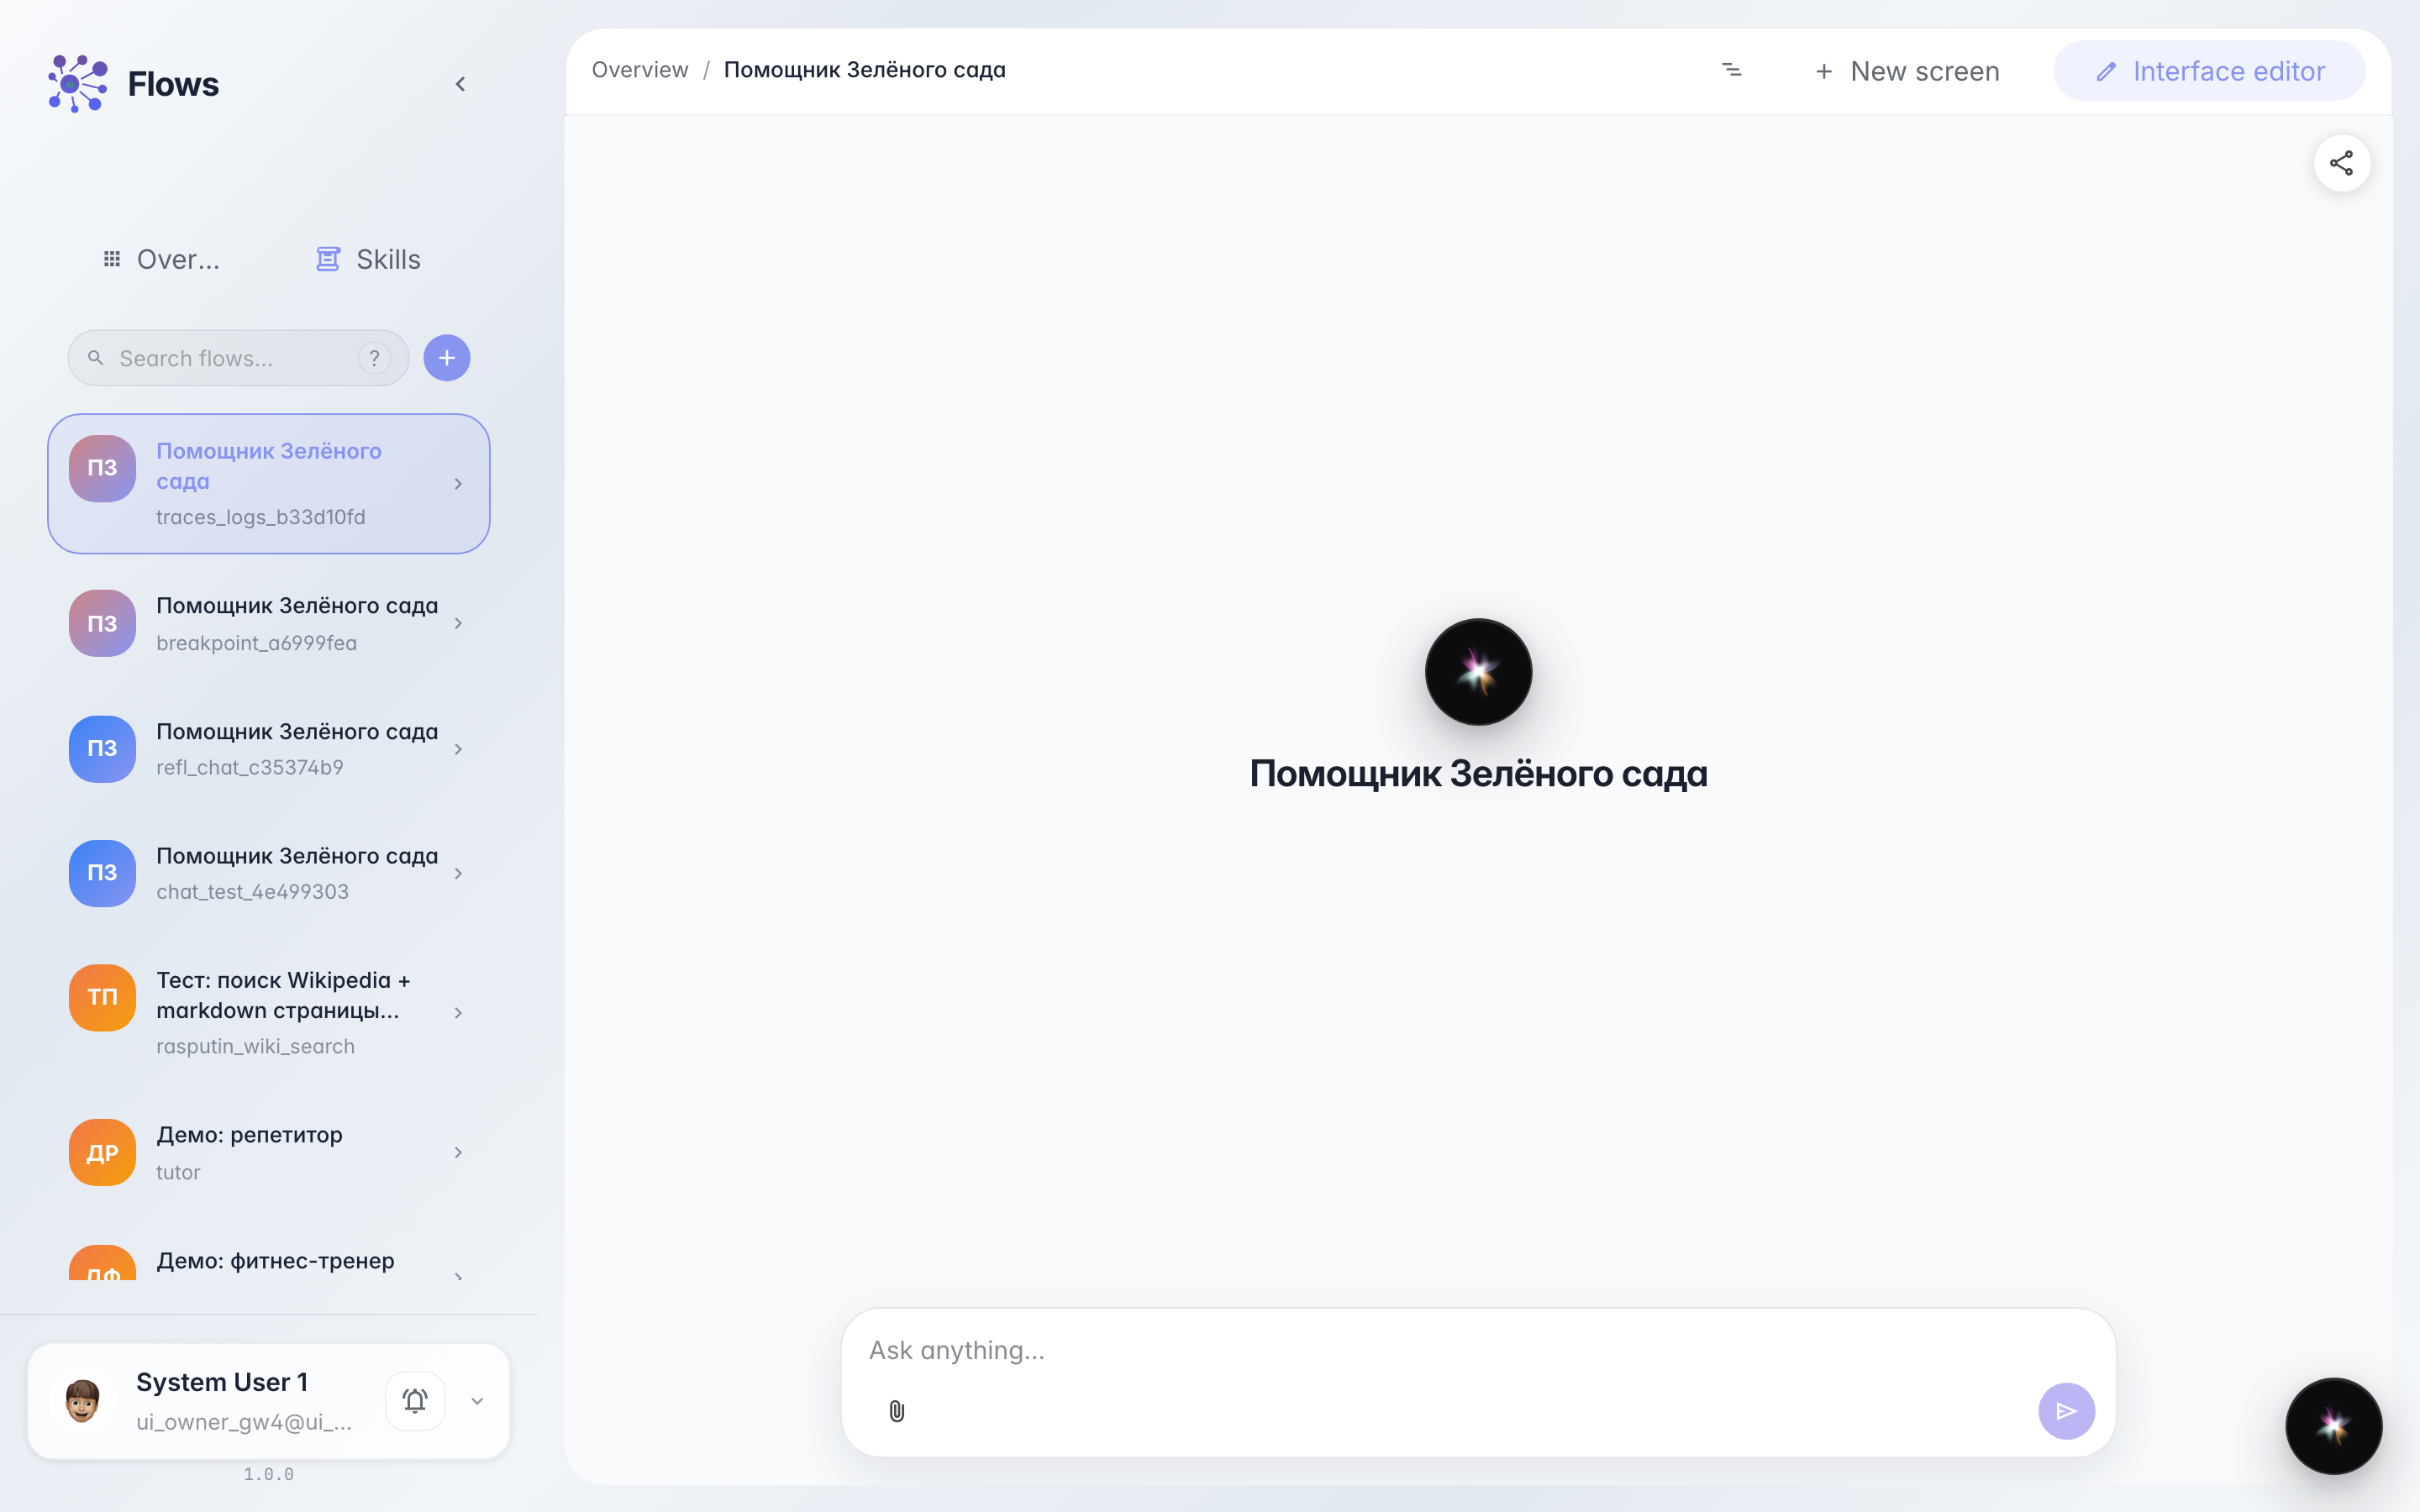 Flows
Over...
Skills
Search flows...
?
ПЗ
Помощник Зелёного
сада
traces_logs_b33d10fd
ПЗ
Помощник Зелёного сада
breakpoint_a6999fea
ПЗ
Помощник Зелёного сада
refl_chat_c35374b9
ПЗ
Помощник Зелёного сада
chat_test_4e499303
ТП
Тест: поиск Wikipedia +
markdown страницы...
rasputin_wiki_search
ДР
Демо: репетитор
tutor
ДФ
Демо: фитнес-тренер
System User 1
ui_owner_gw4@ui_...
1.0.0
Overview / Помощник Зелёного сада
New screen
Interface editor
Помощник Зелёного сада
Ask anything...